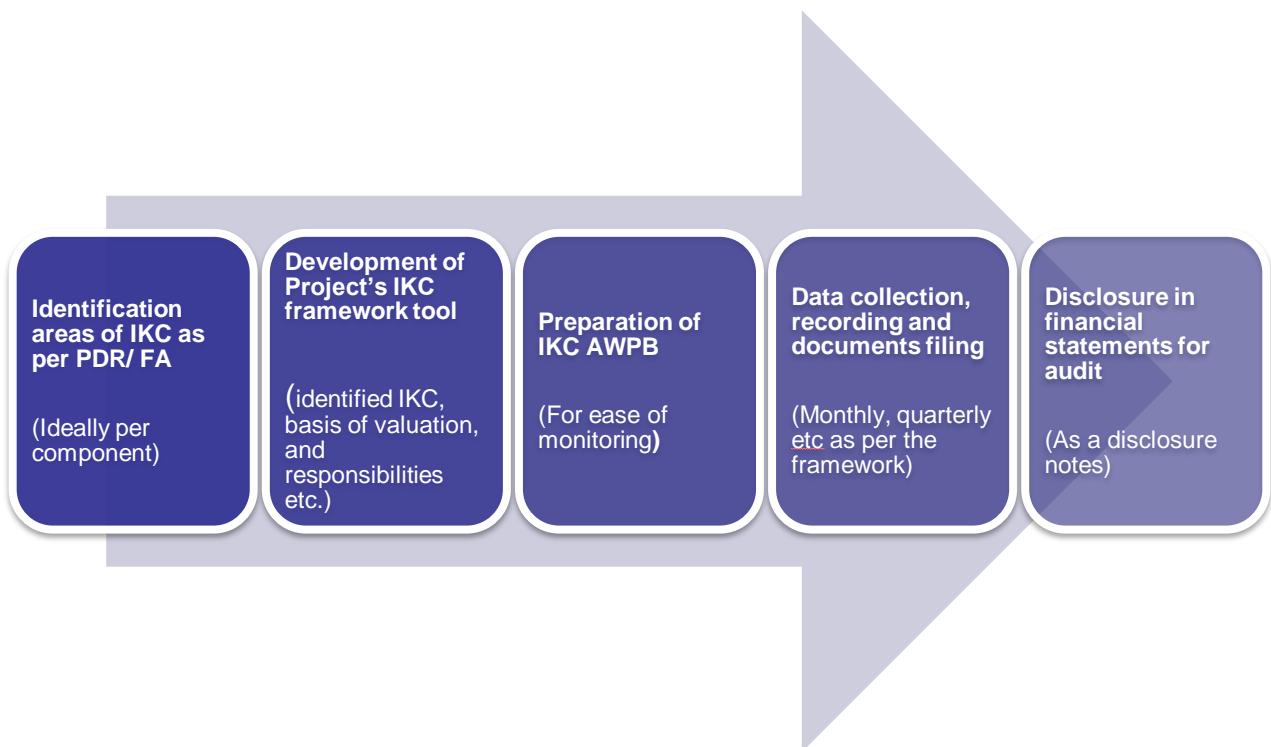 Identification
areas of IKC as
per PDR/ FA
(Ideally per
component)
Development of
Project’s IKC
framework tool
(identified IKC,
basis of valuation,
and
responsibilities
etc.)
Preparation of
IKC AWPB
(For ease of
monitoring)
Data collection,
recording and
documents filing
(Monthly, quarterly
etc as per the
framework)
Disclosure in
financial
statements for
audit
(As a disclosure
notes)